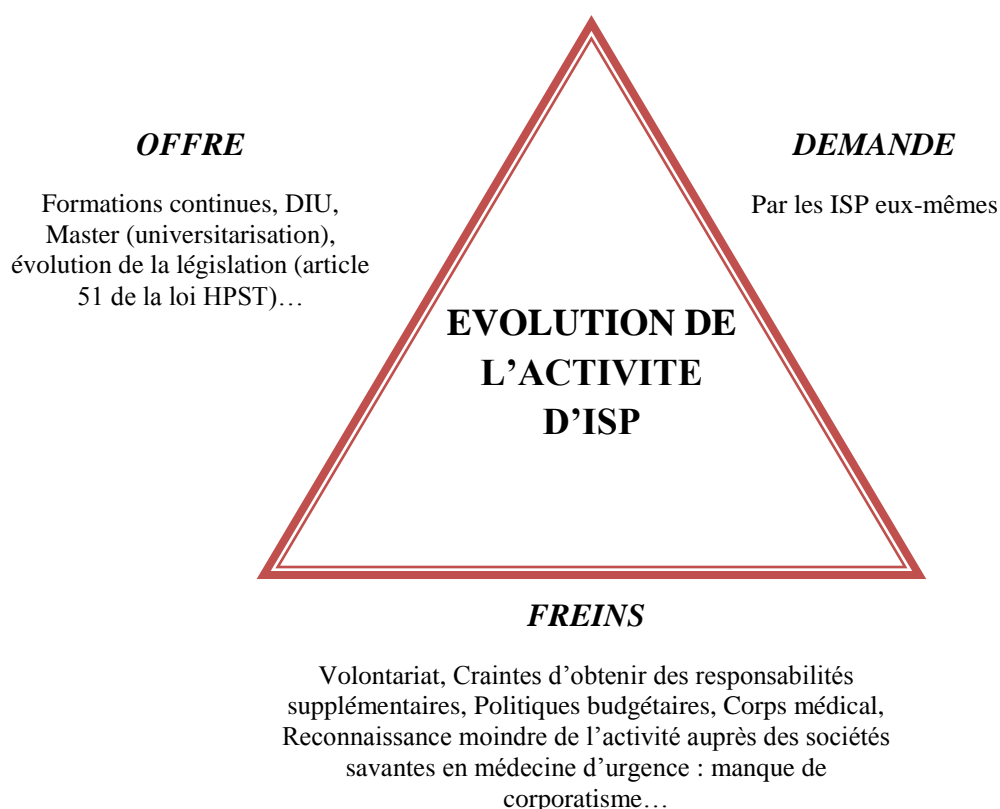 OFFRE
Formations continues, DIU,
Master (universitarisation),
évolution de la législation (article
51 de la loi HPST)…
DEMANDE
Par les ISP eux-mêmes
EVOLUTION DE
L’ACTIVITE
D’ISP
FREINS
Volontariat, Craintes d’obtenir des responsabilités
supplémentaires, Politiques budgétaires, Corps médical,
Reconnaissance moindre de l’activité auprès des sociétés
savantes en médecine d’urgence : manque de
corporatisme…